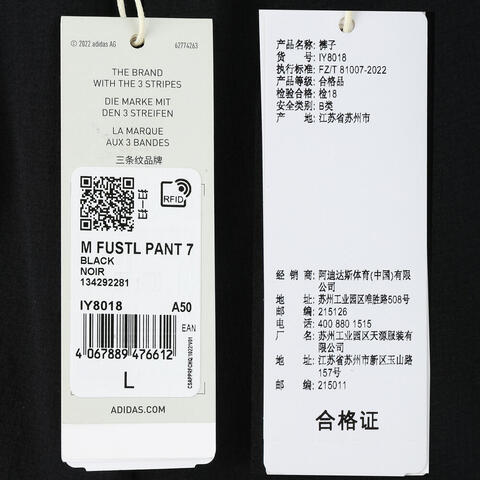 © 2022 adidas AG 62774263
THE BRAND
WITH THE 3 STRIPES
DIE MARKE MIT
DEN 3 STREIFEN
LA MARQUE
AUX 3 BANDES
三条纹品牌
RFID
M FUSTL PANT 7
BLACK
NOIR
134292281
IY8018 A50
EAN
4 067889 476612
L
ADIDAS.COM
产品名称: 裤子
货 号: IY8018
执行标准: FZ/T 81007-2022
产品等级: 合格品
检验合格: 检18
安全类别: B类
产 地: 江苏省苏州市
经 销 商: 阿迪达斯体育(中国)有限
公司
地 址: 苏州工业园区唯胜路508号
邮 编: 215126
电 话: 400 880 1515
厂 名: 苏州工业园区天源服装有
限公司
地 址: 江苏省苏州市新区玉山路
157号
邮 编: 215011
合格证